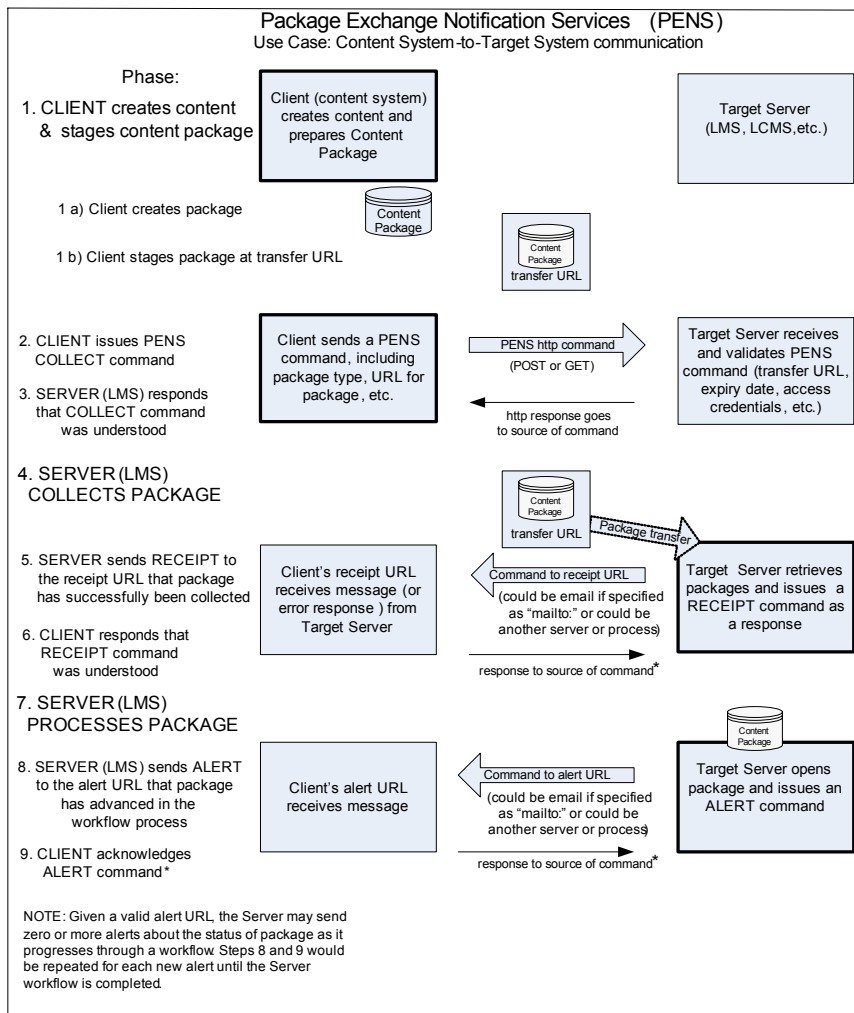 Package Exchange Notification Services (PENS)
Use Case: Content System-to-Target System communication
Phase:
1. CLIENT creates content
& stages content package
Client (content system)
creates content and
prepares Content
Package
Target Server
(LMS, LCMS,etc.)
1 a) Client creates package
Content
Package
1 b) Client stages package at transfer URL
Content
Package
transfer URL
2. CLIENT issues PENS
COLLECT command
3. SERVER (LMS) responds
that COLLECT command
was understood
Client sends a PENS
command, including
package type, URL for
package, etc.
PENS http command
(POST or GET)
http response goes
to source of command
Target Server receives
and validates PENS
command (transfer URL,
expiry date, access
credentials, etc.)
4. SERVER (LMS)
COLLECTS PACKAGE
Content
Package
transfer URL
Package transfer
5. SERVER sends RECEIPT to
the receipt URL that package
has successfully been collected
6. CLIENT responds that
RECEIPT command
was understood
Client's receipt URL
receives message (or
error response ) from
Target Server
Command to receipt URL
(could be email if specified
as "mailto:" or could be
another server or process)
response to source of command*
Target Server retrieves
packages and issues a
RECEIPT command as
a response
7. SERVER (LMS)
PROCESSES PACKAGE
Content
Package
8. SERVER (LMS) sends ALERT
to the alert URL that package
has advanced in the
workflow process
9. CLIENT acknowledges
ALERT command*
Client's alert URL
receives message
Command to alert URL
(could be email if specified
as "mailto:" or could be
another server or process)
response to source of command*
Target Server opens
package and issues an
ALERT command
NOTE: Given a valid alert URL, the Server may send
zero or more alerts about the status of package as it
progresses through a workflow. Steps 8 and 9 would
be repeated for each new alert until the Server
workflow is completed.